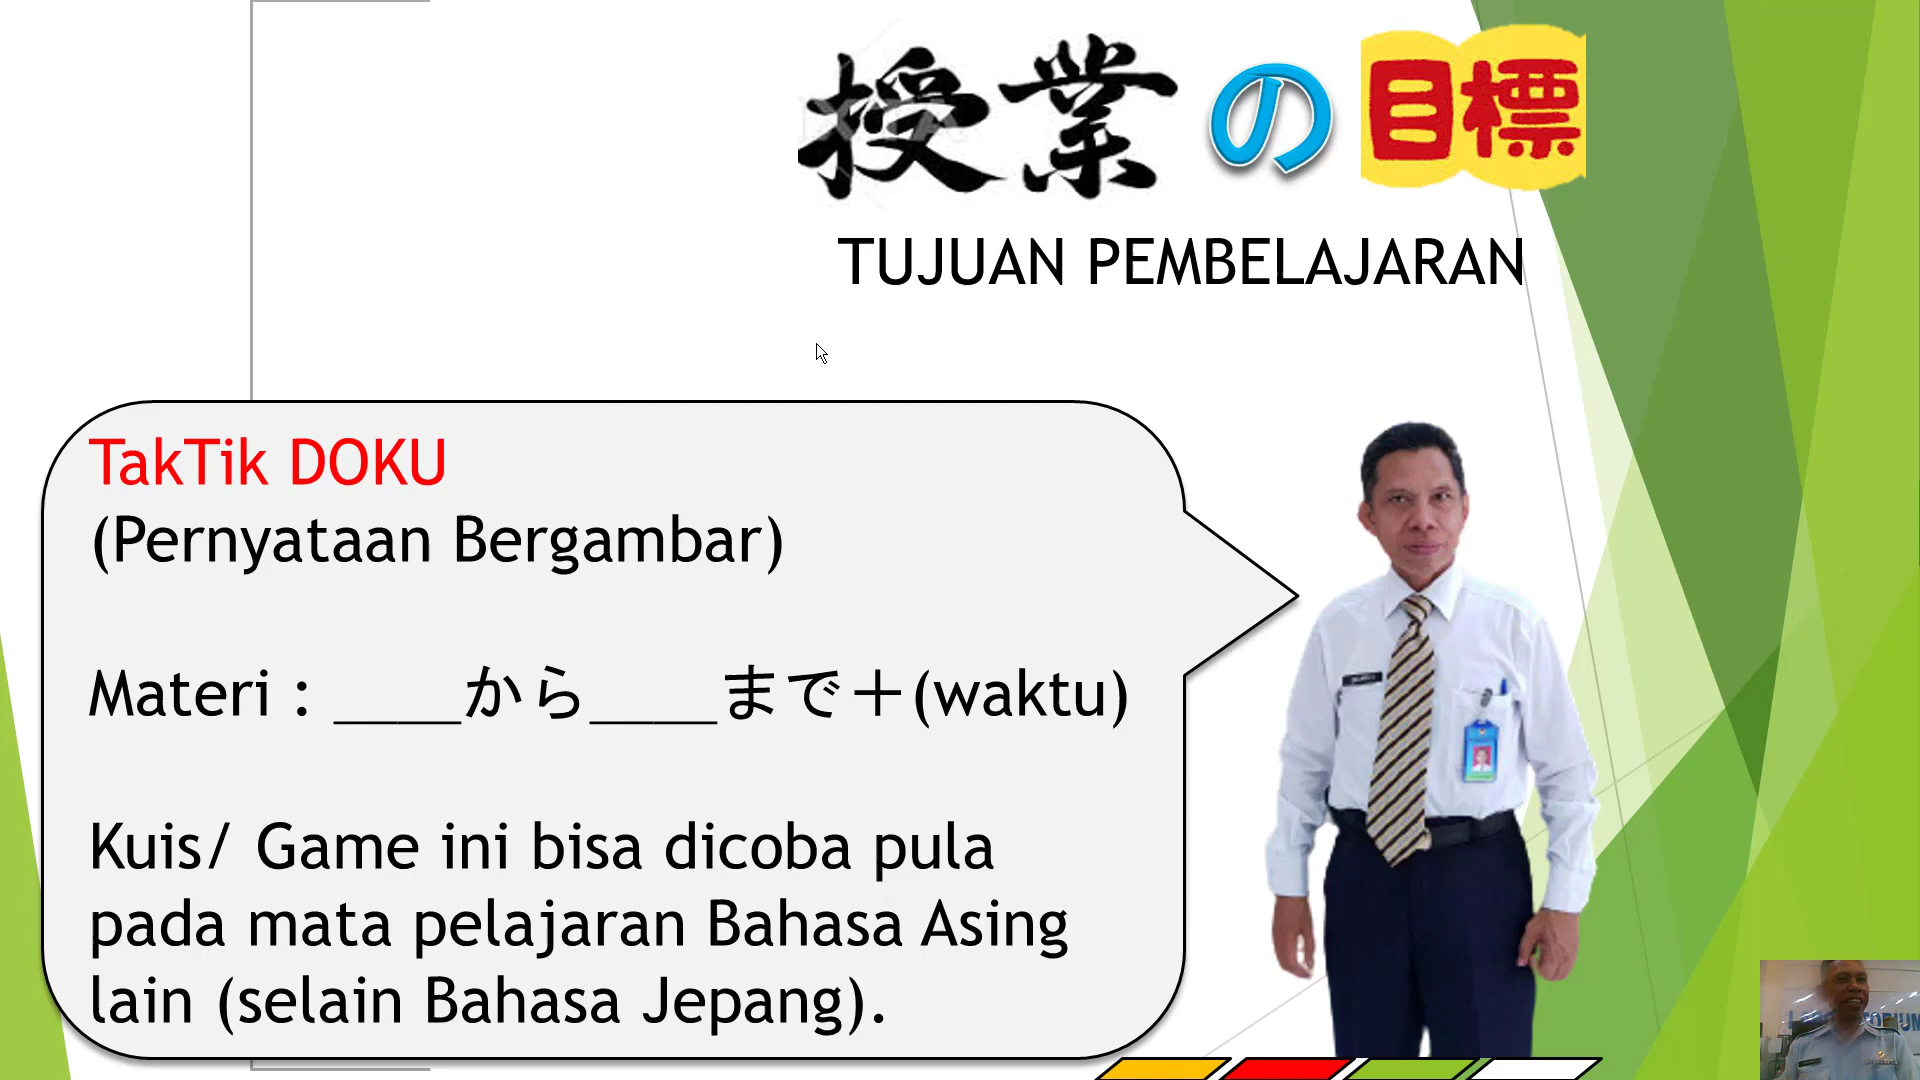 授業の目標
TUJUAN PEMBELAJARAN
TakTik DOKU
(Pernyataan Bergambar)
Materi : ____から____まで＋(waktu)
Kuis/ Game ini bisa dicoba pula
pada mata pelajaran Bahasa Asing
lain (selain Bahasa Jepang).